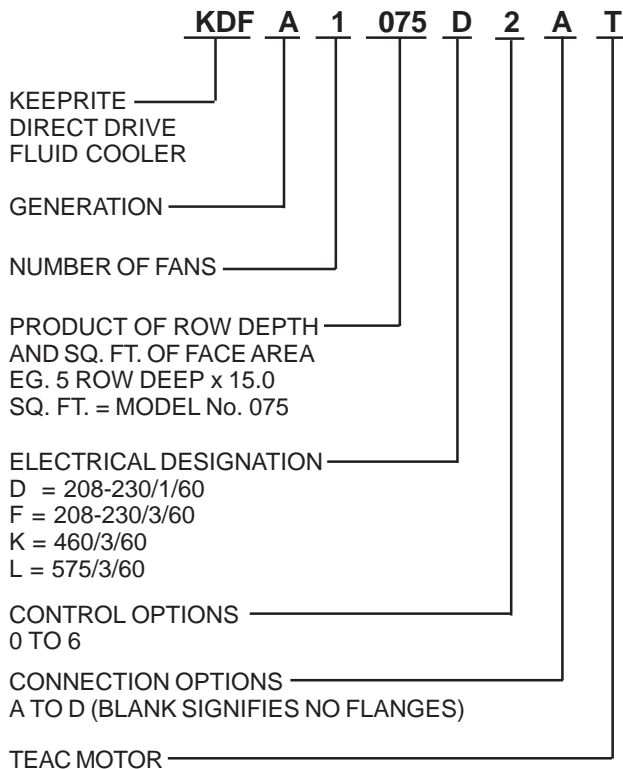 KDF A 1 075 D 2 A T
KEEPRITE
DIRECT DRIVE
FLUID COOLER
GENERATION
NUMBER OF FANS
PRODUCT OF ROW DEPTH
AND SQ. FT. OF FACE AREA
EG. 5 ROW DEEP x 15.0
SQ. FT. = MODEL No. 075
ELECTRICAL DESIGNATION
D = 208-230/1/60
F = 208-230/3/60
K = 460/3/60
L = 575/3/60
CONTROL OPTIONS
0 TO 6
CONNECTION OPTIONS
A TO D (BLANK SIGNIFIES NO FLANGES)
TEAC MOTOR